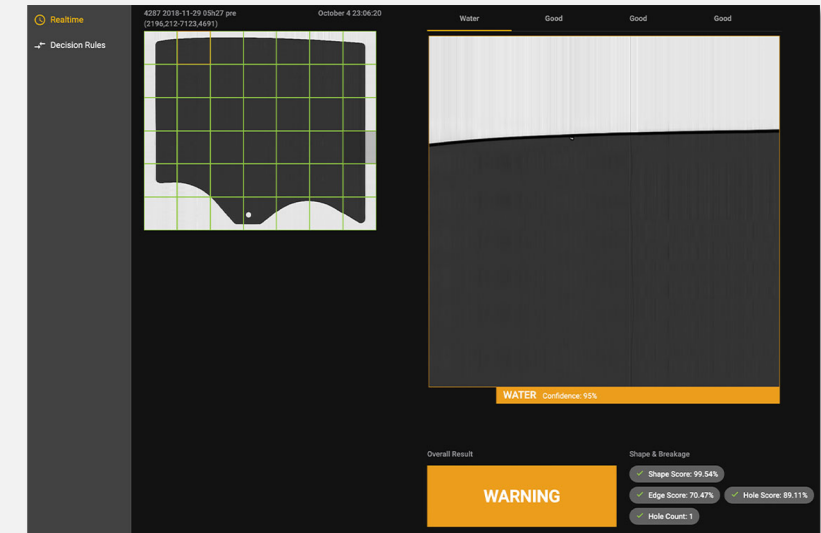 Realtime
Decision Rules
4287 2018-11-29 05h27 pre
October 4 23:06:20
(2196,212-7123,4691)
Water
Good
Good
Good
WATER Confidence: 95%
Overall Result
WARNING
Shape & Breakage
Shape Score: 99.54%
Edge Score: 70.47%
Hole Score: 89.11%
Hole Count: 1